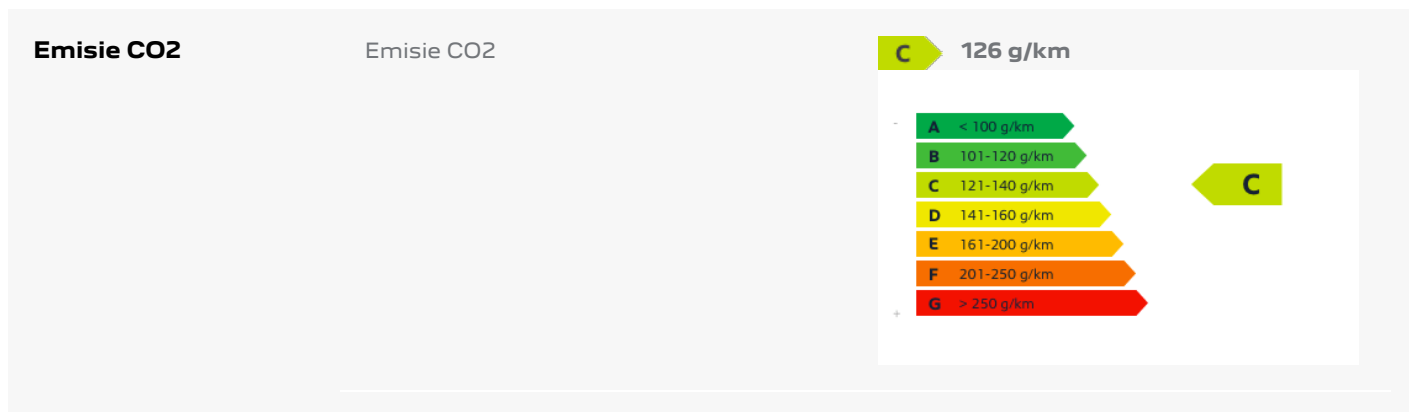 Emisie CO2
Emisie CO2
C 126 g/km
-
A < 100 g/km
B 101-120 g/km
C 121-140 g/km
C
D 141-160 g/km
E 161-200 g/km
F 201-250 g/km
G > 250 g/km
+